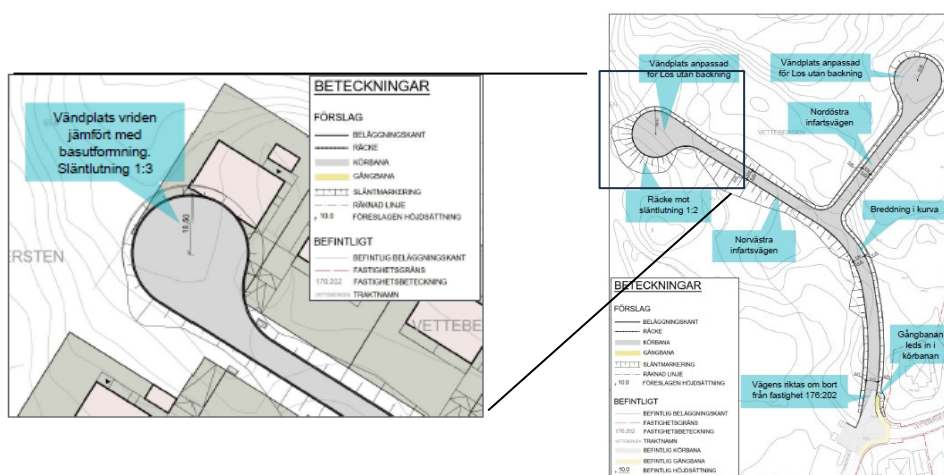 Vändplats vriden
jämfört med
basutformning.
Släntlutning 1:3
10,50
ERSTEN
VETTEBE
BETECKNINGAR
FÖRSLAG
BELÄGGNINGSKANT
RÄCKE
KÖRBANA
GÅNGBANA
SLÄNTMARKERING
RÄKNAD LINJE
10.0 FÖRESLAGEN HÖJDSÄTTNING
BEFINTLIGT
BEFINTLIG BELÄGGNINGSKANT
FASTIGHETSGRÄNS
176:202 FASTIGHETSBETECKNING
VETTEBERGEN TRAKTNAMN
Vändplats anpassad
för Los utan backning
Vändplats anpassad
för Los utan backning
VETTEBERGEN
Nordöstra
infartsvägen
Räcke mot
släntlutning 1:2
Breddning i kurva
Norvästra
infartsvägen
Gångbanan
leds in i
körbanan
Vägens riktas om bort
från fastighet 176:202
BETECKNINGAR
FÖRSLAG
BELÄGGNINGSKANT
RÄCKE
KÖRBANA
GÅNGBANA
SLÄNTMARKERING
RÄKNAD LINJE
10.0 FÖRESLAGEN HÖJDSÄTTNING
BEFINTLIGT
BEFINTLIG BELÄGGNINGSKANT
FASTIGHETSGRÄNS
176:202 FASTIGHETSBETECKNING
VETTEBERGEN TRAKTNAMN
BEFINTLIG KÖRBANA
BEFINTLIG GÅNGBANA
10.0 BEFINTLIG HÖJDSÄTTNING